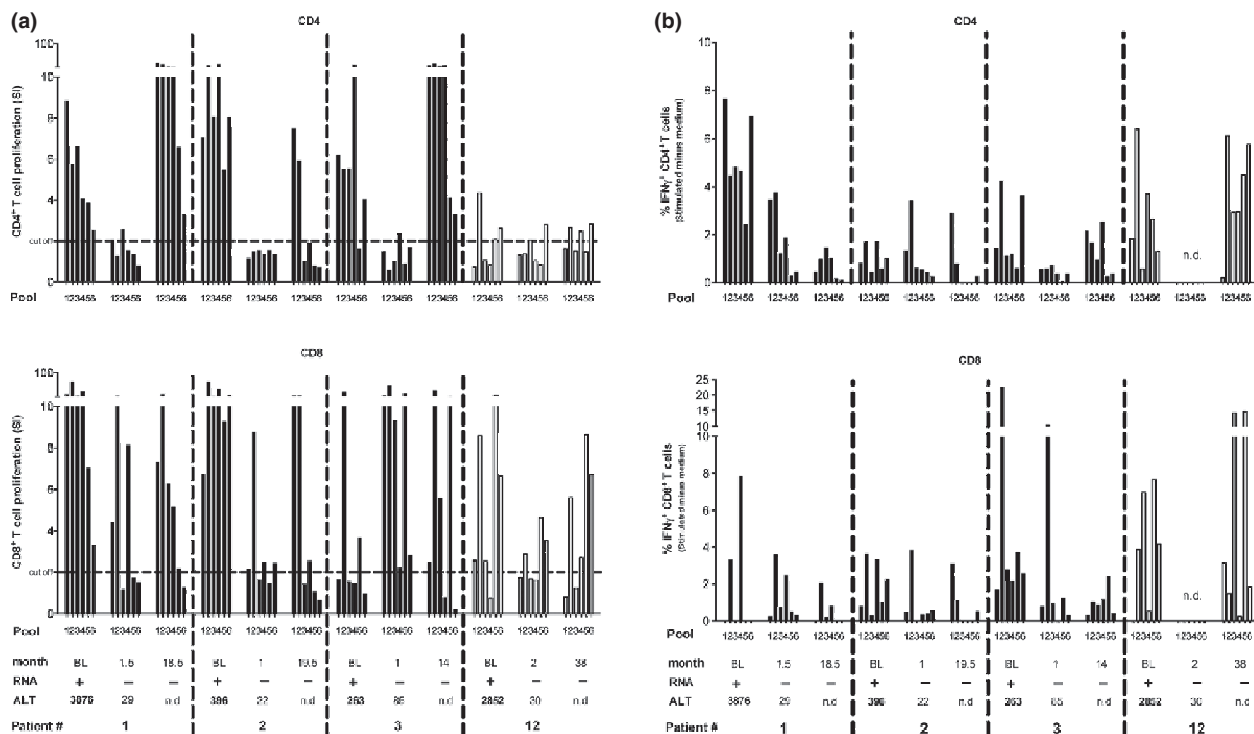 (a)
CD4
CD4+ T cell proliferation (SI)
100
10
8
6
4
2
0
cutoff
Pool 123456 123456 123456 123456 123456 123456 123456 123456 123456 123456 123456 123456
CD8
CD8+ T cell proliferation (SI)
100
10
8
6
4
2
0
cutoff
Pool 123456 123456 123456 123456 123456 123456 123456 123456 123456 123456 123456 123456
month BL 1.5 18.5 BL 1 19.5 BL 1 14 BL 2 38
RNA + – – + – – + – – + – –
ALT 3876 29 n.d 396 22 n.d 263 65 n.d 2852 30 n.d
Patient # 1 2 3 12
(b)
CD4
% IFNγ+ CD4+ T cells
(Stimulated minus medium)
10
8
6
4
2
0
n.d.
Pool 123456 123456 123456 123456 123456 123456 123456 123456 123456 123456 123456 123456
CD8
% IFNγ+ CD8+ T cells
(Stimulated minus medium)
25
20
15
10
10
8
6
4
2
0
n.d.
Pool 123456 123456 123456 123456 123456 123456 123456 123456 123456 123456 123456 123456
month BL 1.5 18.5 BL 1 19.5 BL 1 14 BL 2 38
RNA + – – + – – + – – + – –
ALT 3876 29 n.d 396 22 n.d 263 65 n.d 2852 30 n.d
Patient # 1 2 3 12